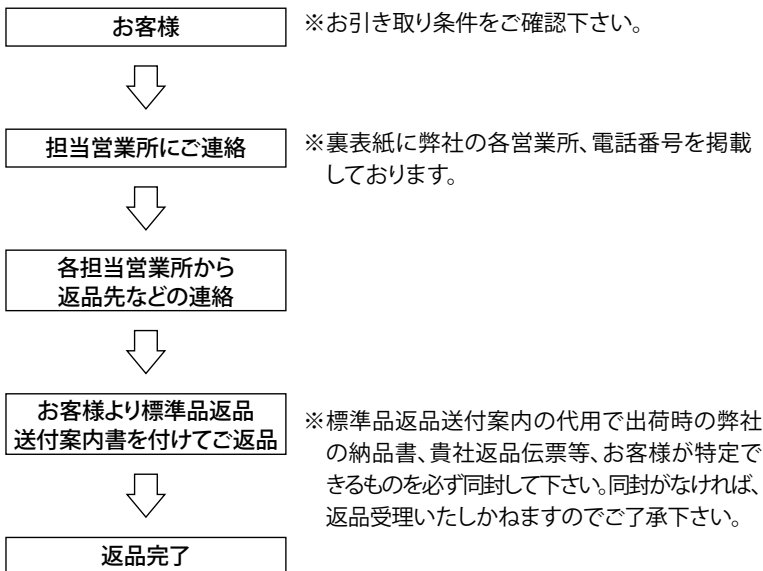 お客様
※お引き取り条件をご確認下さい。
担当営業所にご連絡
※裏表紙に弊社の各営業所、電話番号を掲載
しております。
各担当営業所から
返品先などの連絡
お客様より標準品返品
送付案内書を付けてご返品
※標準品返品送付案内の代用で出荷時の弊社
の納品書、貴社返品伝票等、お客様が特定で
きるものを必ず同封して下さい。同封がなければ、
返品受理いたしかねますのでご了承下さい。
返品完了